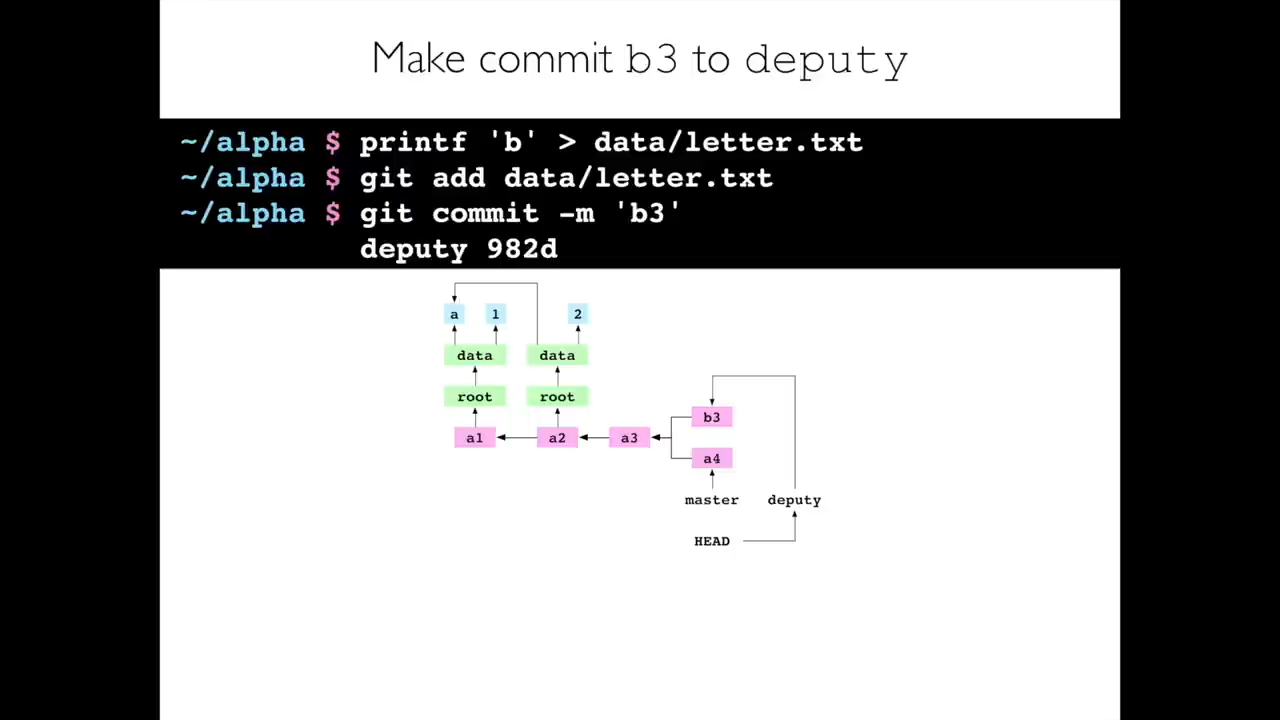 Make commit b3 to deputy
~/alpha $ printf 'b' > data/letter.txt
~/alpha $ git add data/letter.txt
~/alpha $ git commit -m 'b3'
deputy 982d
a 1 2
data data
root root
b3
a1 a2 a3
a4
master deputy
HEAD